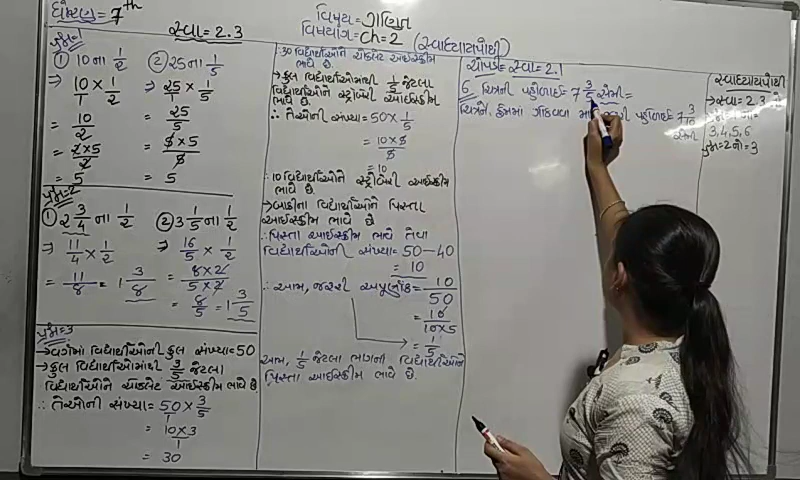 ધોરણ = 7th
વિષય = ગણિત
વિષયાંગ = Ch = 2 (સ્વાધ્યાયપોથી)
સ્વા = 2.3
પ્રશ્ન=1
① 10ના 1/2
⇒ 10/1 × 1/2
= 10/2
= 2×5/2
= 5
② 25ના 1/5
⇒ 25/1 × 1/5
= 25/5
= 5×5/5
= 5
પ્રશ્ન=2
① 2 3/4 ના 1/2
⇒ 11/4 × 1/2
= 11/8 = 1 3/8
② 3 1/5 ના 1/2
⇒ 16/5 × 1/2
= 8×2/5×2
= 8/5 = 1 3/5
પ્રશ્ન=3
→ વર્ગમાં વિદ્યાર્થીઓની કુલ સંખ્યા = 50
→ કુલ વિદ્યાર્થીઓમાંથી 3/5 જેટલા
વિદ્યાર્થીઓને ચોકલેટ આઈસ્ક્રીમ ભાવે છે.
∴ તેઓની સંખ્યા = 50/1 × 3/5
= 10×3/1
= 30
∴ 30 વિદ્યાર્થીઓને ચોકલેટ આઈસ્ક્રીમ
ભાવે છે.
→ કુલ વિદ્યાર્થીઓમાંથી 1/5 જેટલા
વિદ્યાર્થીઓને સ્ટ્રોબેરી આઈસ્ક્રીમ
ભાવે છે.
∴ તેઓની સંખ્યા = 50 × 1/5
= 10×5/5
= 10
∴ 10 વિદ્યાર્થીઓને સ્ટ્રોબેરી આઈસ્ક્રીમ
ભાવે છે.
→ બાકીના વિદ્યાર્થીઓને પિસ્તા
આઈસ્ક્રીમ ભાવે છે
∴ પિસ્તા આઈસ્ક્રીમ ભાવે તેવા
વિદ્યાર્થીઓની સંખ્યા = 50 − 40
= 10
∴ આમ, જરૂરી અપૂર્ણાંક = 10/50
= 10/10×5
= 1/5
આમ, 1/5 જેટલા ભાગના વિદ્યાર્થીઓને
પિસ્તા આઈસ્ક્રીમ ભાવે છે.
ચોપડી = સ્વા = 2.1
6. ચિત્રની પહોળાઈ = 7 3/5 સેમી =
ચિત્રને ફ્રેમમાં ગોઠવવા પહોળાઈ = 7 3/10
સેમી
સ્વાધ્યાયપોથી
→ સ્વા = 2.3
3, 4, 5, 6
પ્રશ્ન=2 નો = 3